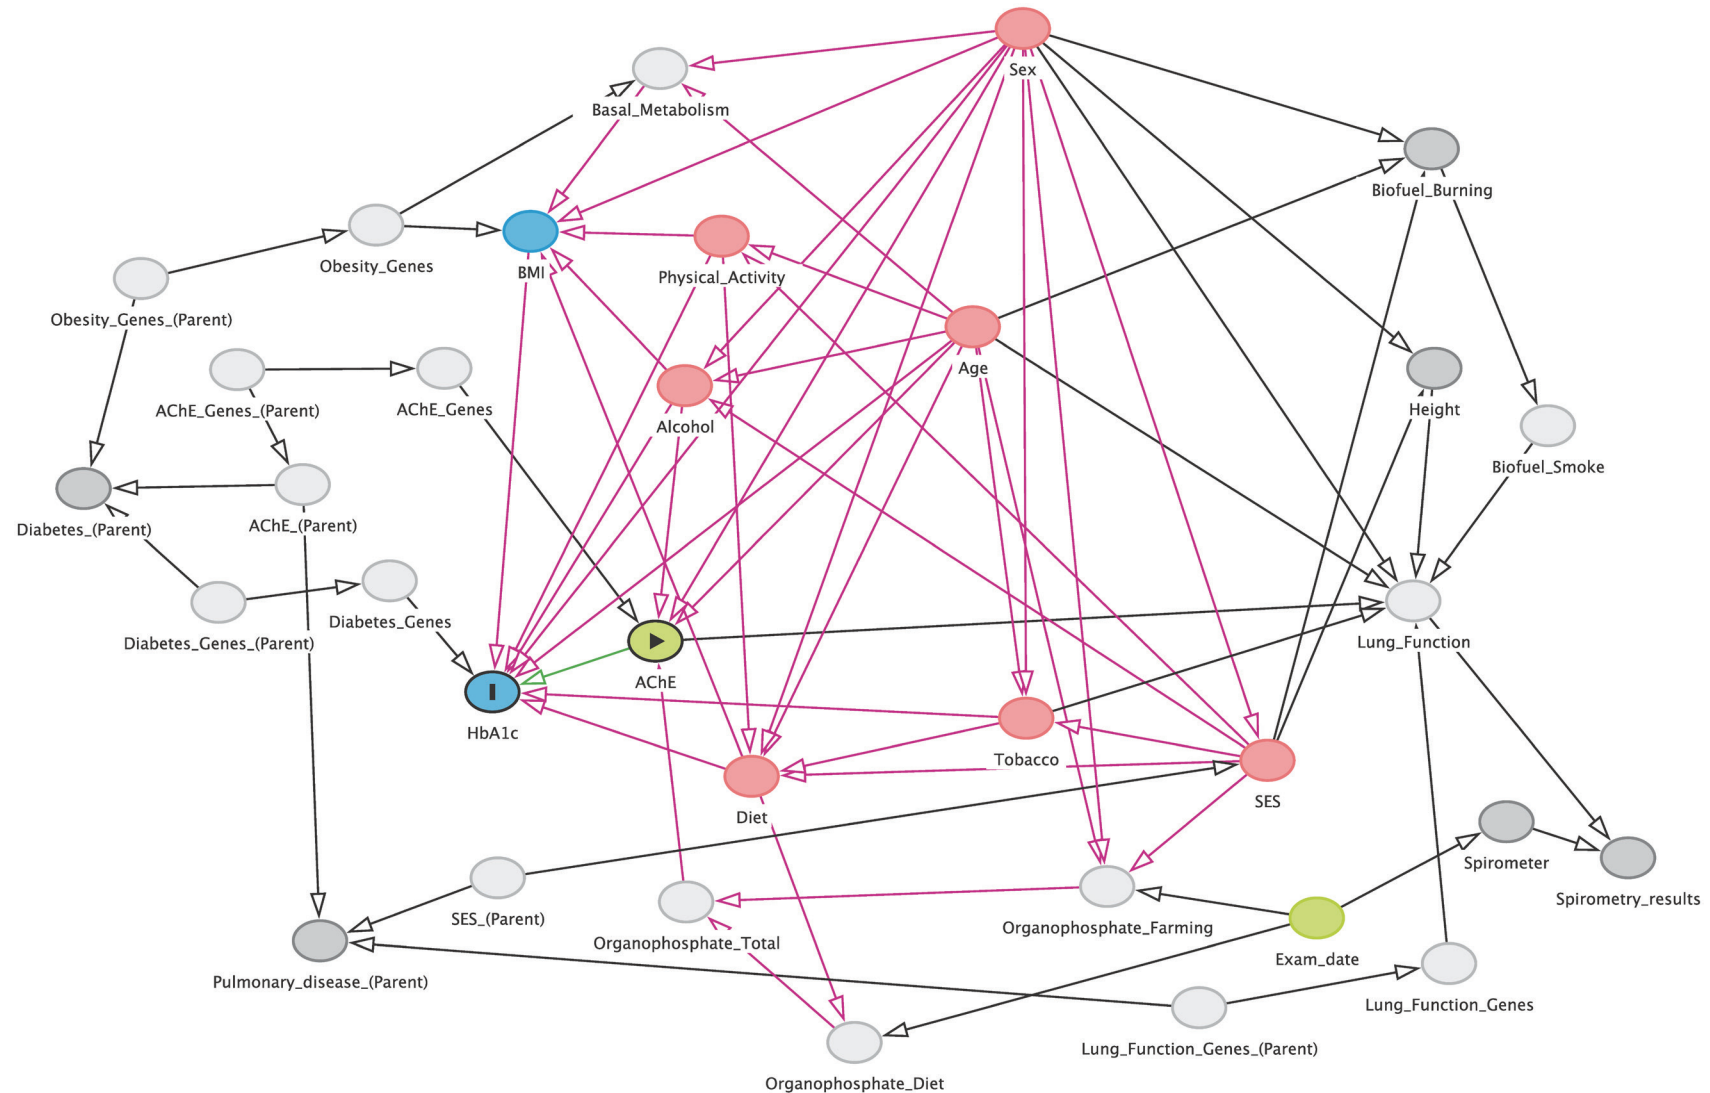 Sex
Basal_Metabolism
Biofuel_Burning
Obesity_Genes
BMI
Physical_Activity
Obesity_Genes_(Parent)
Age
AChE_Genes_(Parent)
AChE_Genes
Alcohol
Height
Biofuel_Smoke
Diabetes_(Parent)
AChE_(Parent)
Diabetes_Genes_(Parent)
Diabetes_Genes
Lung_Function
AChE
HbA1c
Tobacco
Diet
SES
Spirometer
Spirometry_results
SES_(Parent)
Organophosphate_Total
Organophosphate_Farming
Exam_date
Pulmonary_disease_(Parent)
Lung_Function_Genes
Lung_Function_Genes_(Parent)
Organophosphate_Diet